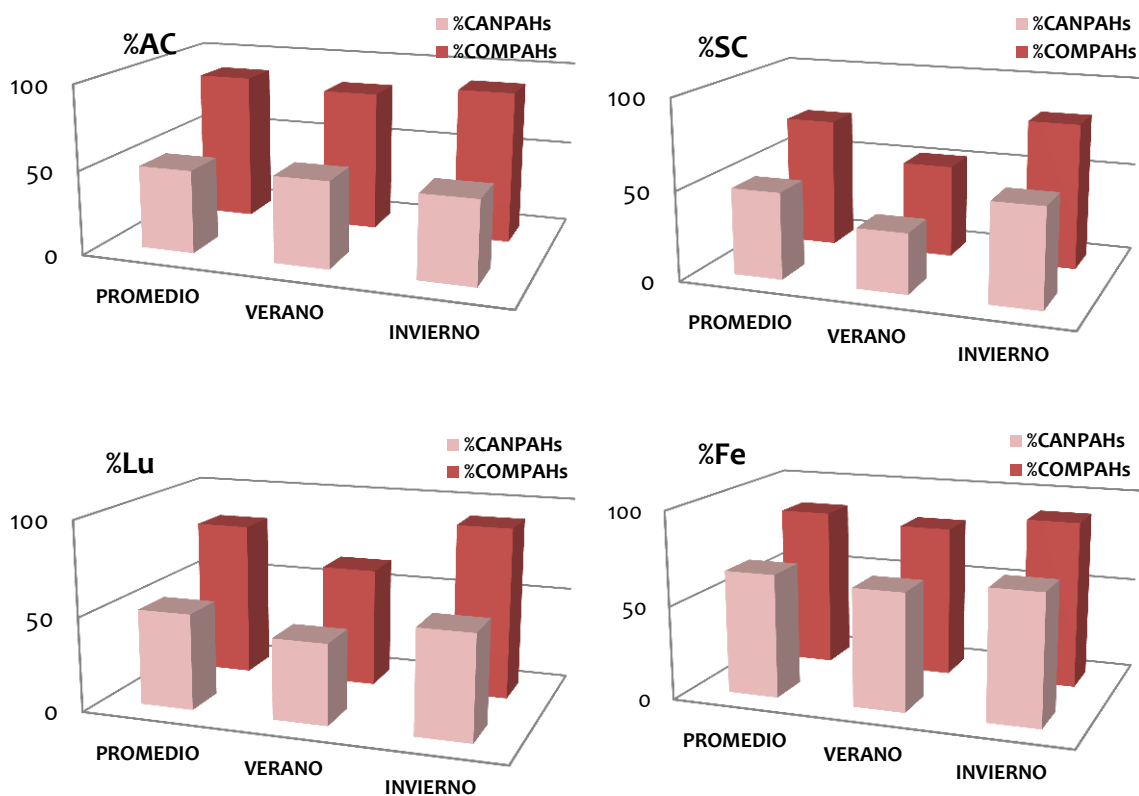 %AC
%CANPAHs
%COMPAHs
100
50
0
PROMEDIO
VERANO
INVIERNO
%SC
%CANPAHs
%COMPAHs
100
50
0
PROMEDIO
VERANO
INVIERNO
%Lu
%CANPAHs
%COMPAHs
100
50
0
PROMEDIO
VERANO
INVIERNO
%Fe
%CANPAHs
%COMPAHs
100
50
0
PROMEDIO
VERANO
INVIERNO